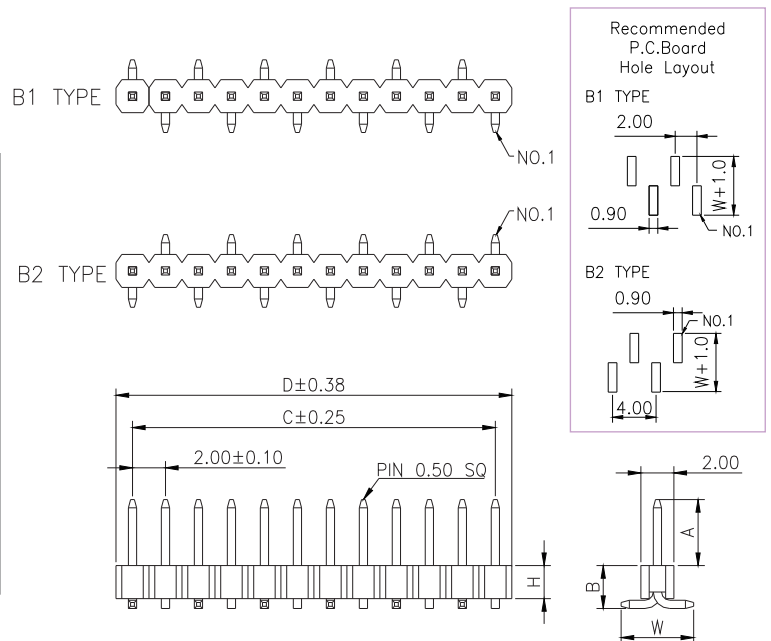 Recommended
P.C.Board
Hole Layout
B1 TYPE
B1 TYPE
2.00
W+1.0
0.90
NO.1
NO.1
NO.1
B2 TYPE
B2 TYPE
0.90
NO.1
W+1.0
4.00
D±0.38
C±0.25
2.00±0.10
PIN 0.50 SQ
2.00
A
H
B
W